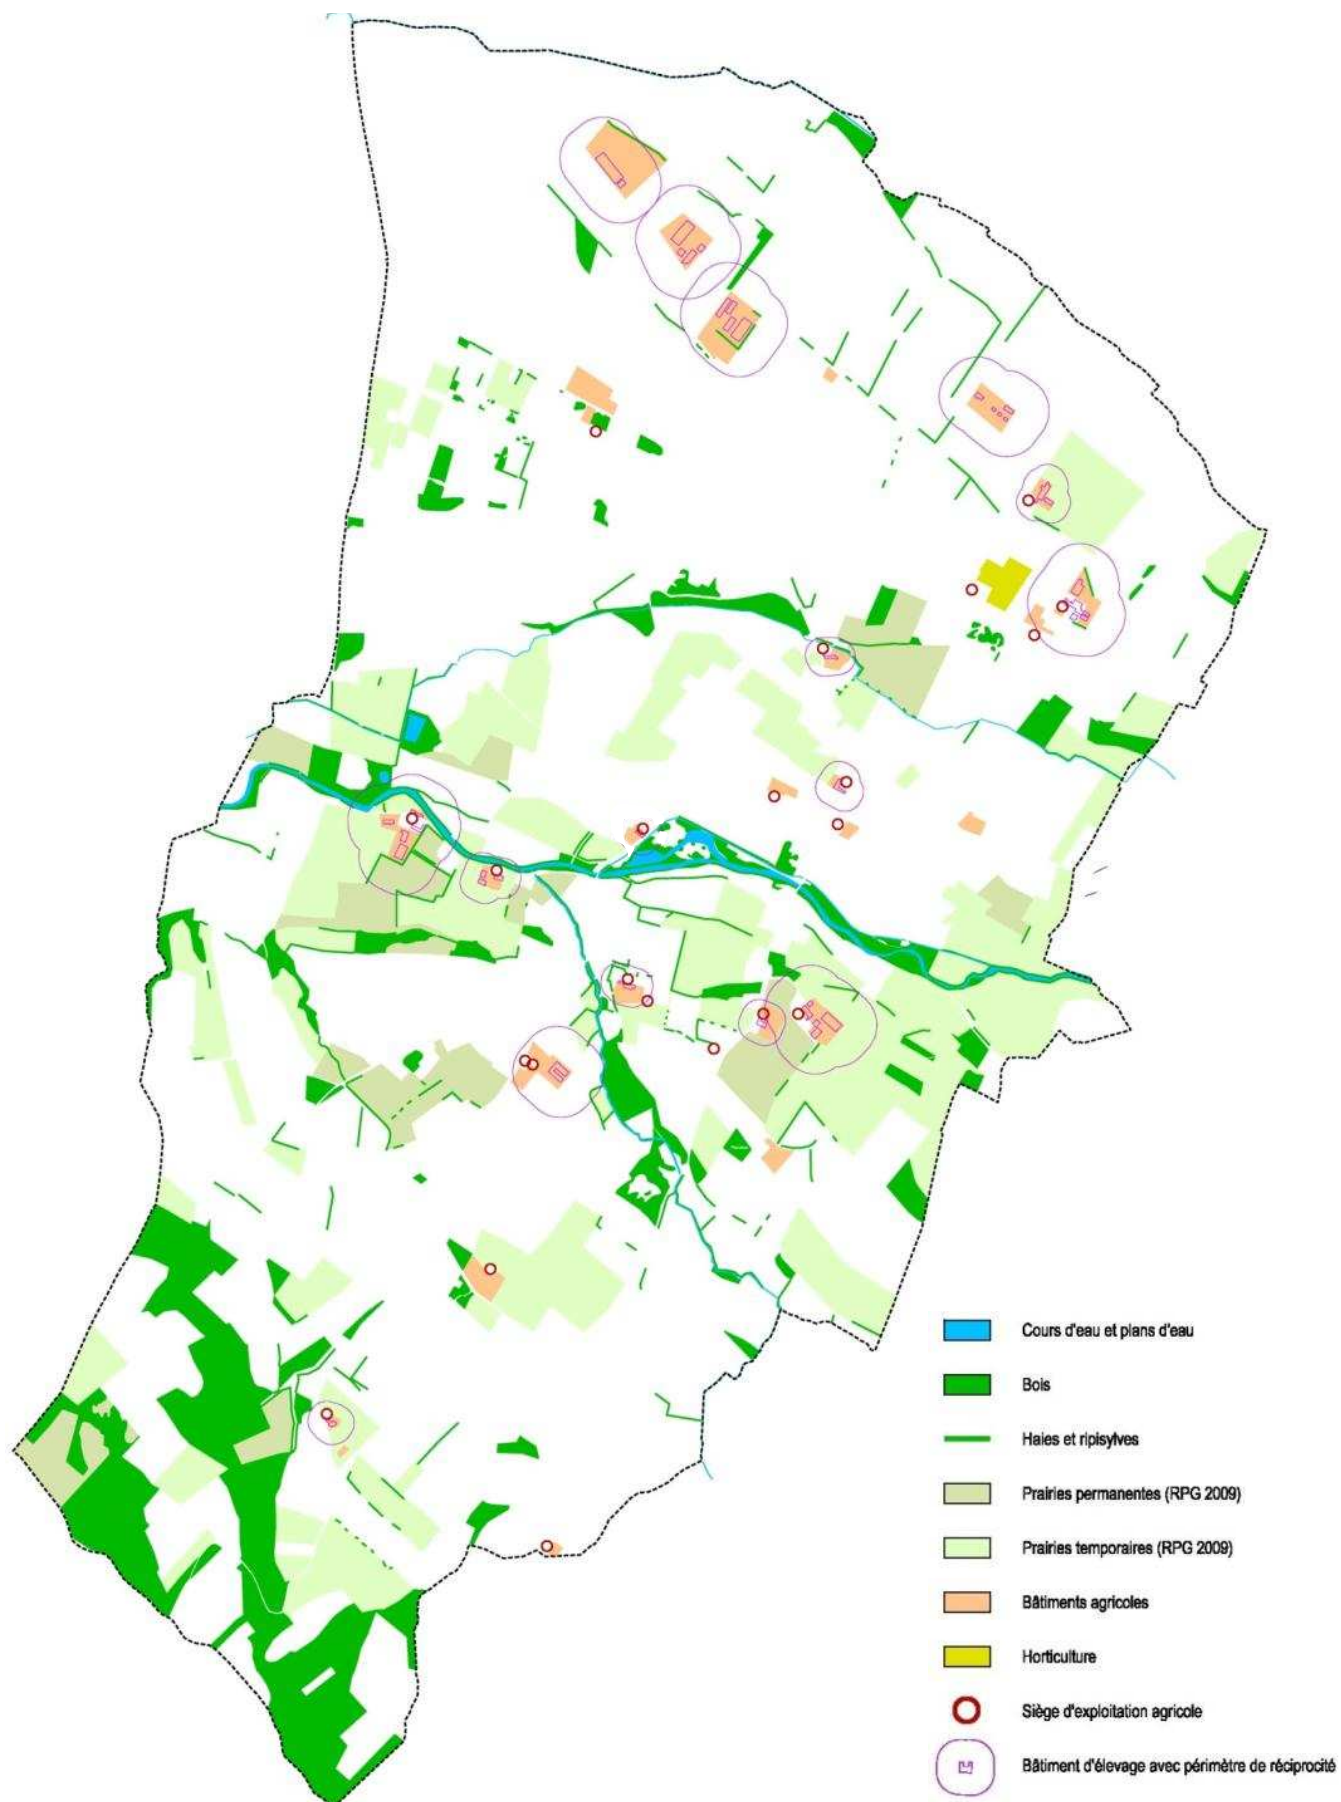 Cours d'eau et plans d'eau
Bois
Haies et ripisylves
Prairies permanentes (RPG 2009)
Prairies temporaires (RPG 2009)
Bâtiments agricoles
Horticulture
Siège d'exploitation agricole
Bâtiment d'élevage avec périmètre de réciprocité